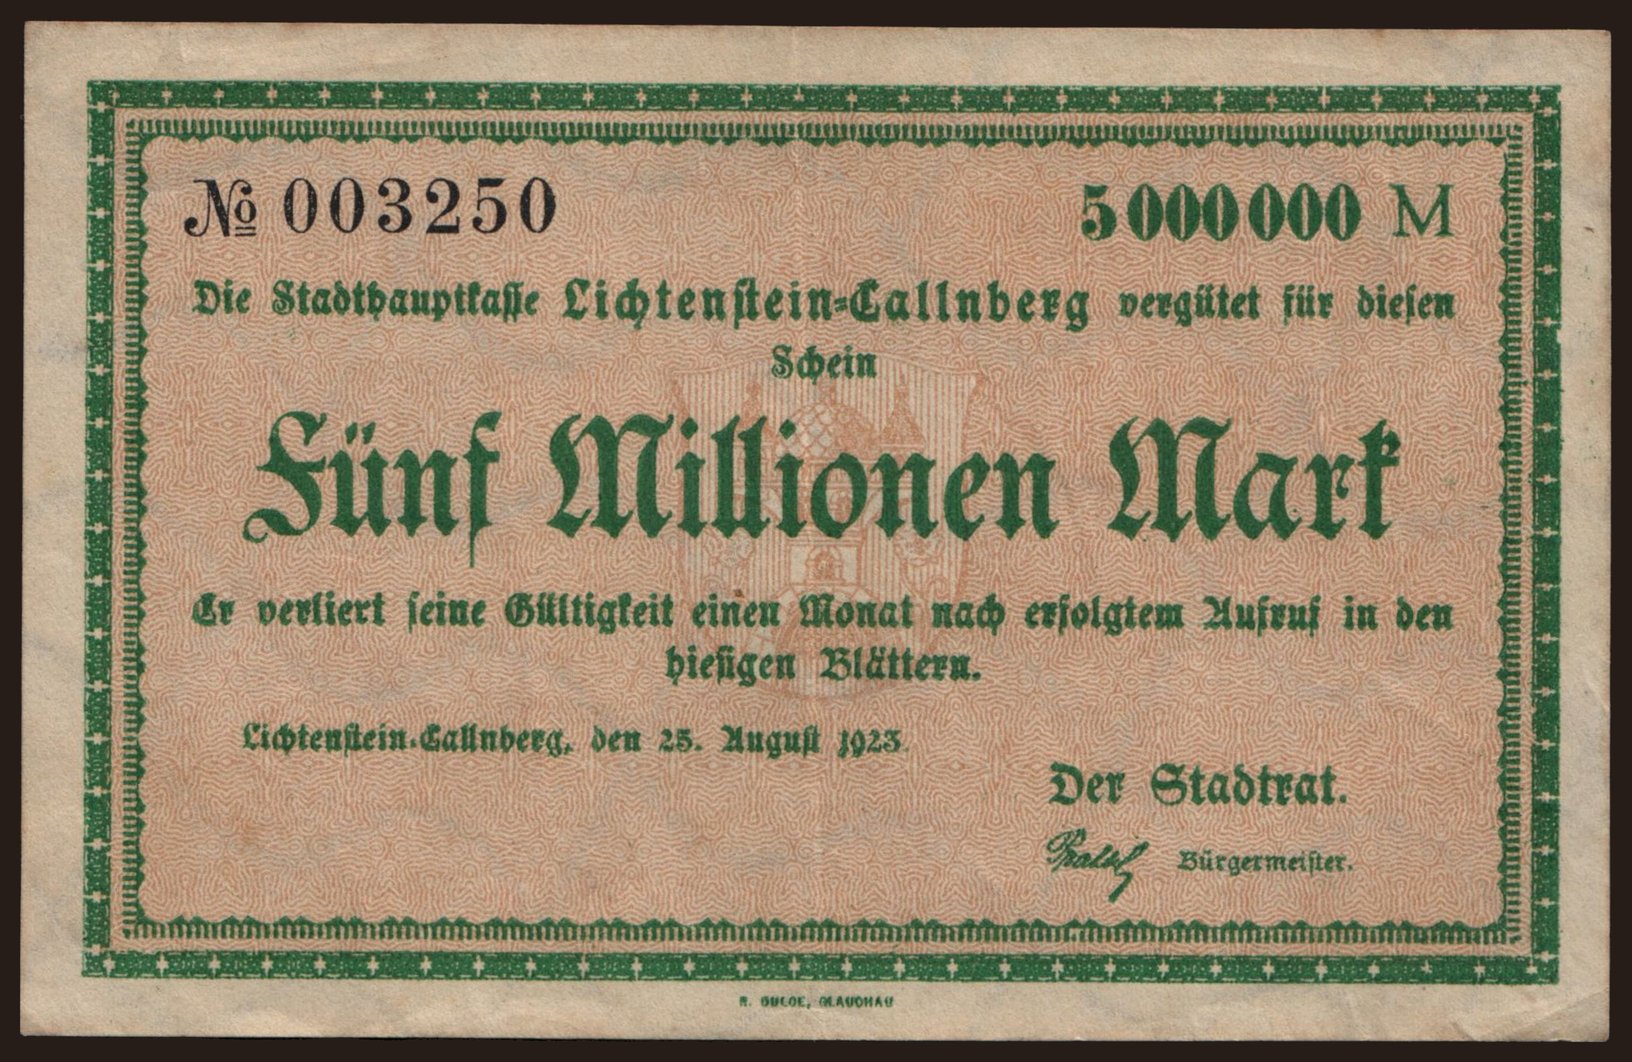 № 003250
5000000 M
Die Stadthauptkasse Lichtenstein-Callnberg vergütet für diesen
Schein
Fünf Millionen Mark
Er verliert seine Gültigkeit einen Monat nach erfolgtem Aufruf in den
hiesigen Blättern.
Lichtenstein-Callnberg, den 25. August 1923.
Der Stadtrat.
Bürgermeister.
GLAUCHAU